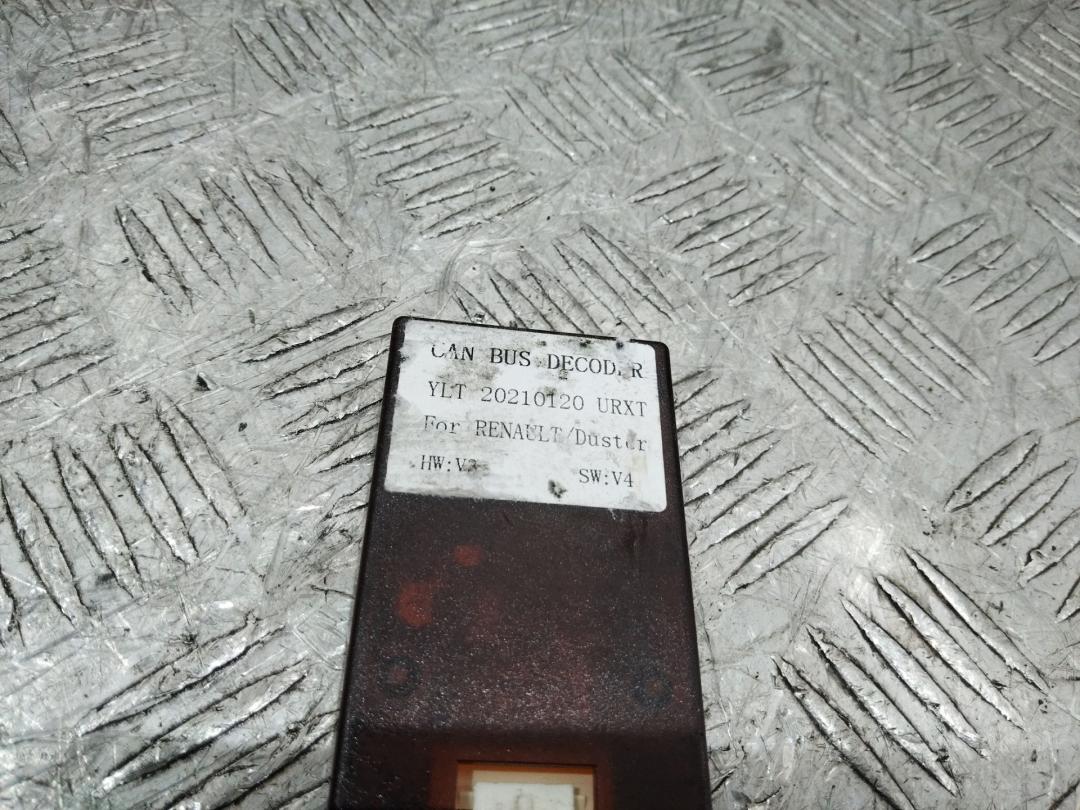 CAN BUS DECODER
YLT 20210120 URXT
For RENAULT/Duster
HW:V3 SW:V4